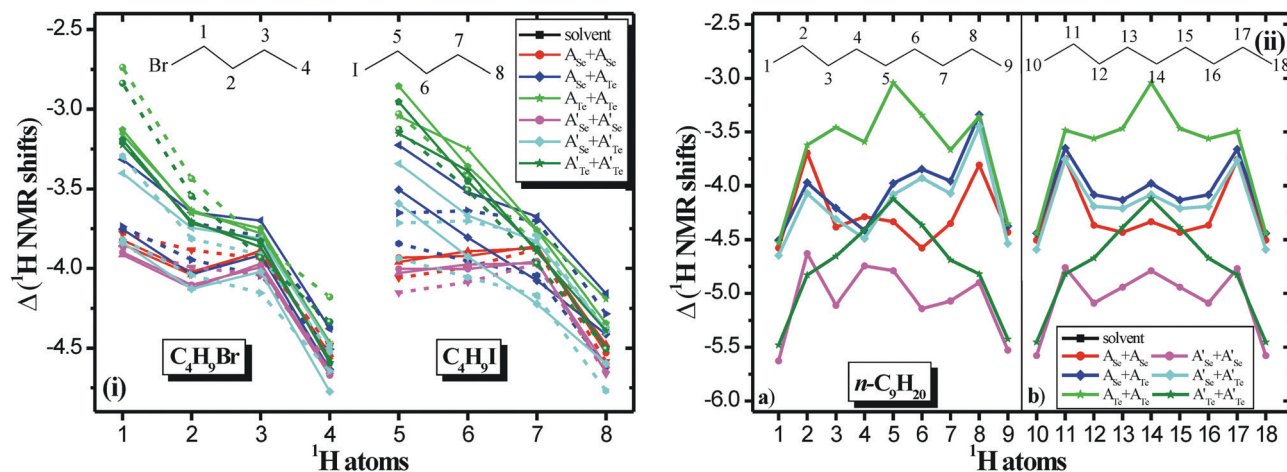 Δ(¹H NMR shifts)
-2.5
-3.0
-3.5
-4.0
-4.5
1
3
Br
2
4
5
7
I
6
8
solvent
A_Se+A_Se
A_Se+A_Te
A_Te+A_Te
A'_Se+A'_Se
A'_Se+A'_Te
A'_Te+A'_Te
(i)
C₄H₉Br
C₄H₉I
1 2 3 4 5 6 7 8
¹H atoms
Δ(¹H NMR shifts)
-2.5
-3.0
-3.5
-4.0
-4.5
-5.0
-5.5
-6.0
(ii)
2 4 6 8
1 3 5 7 9
11 13 15 17
10 12 14 16 18
a)
n-C₉H₂₀
b)
solvent
A_Se+A_Se A'_Se+A'_Se
A_Se+A_Te A'_Se+A'_Te
A_Te+A_Te A'_Te+A'_Te
1 2 3 4 5 6 7 8 9 10 11 12 13 14 15 16 17 18
¹H atoms